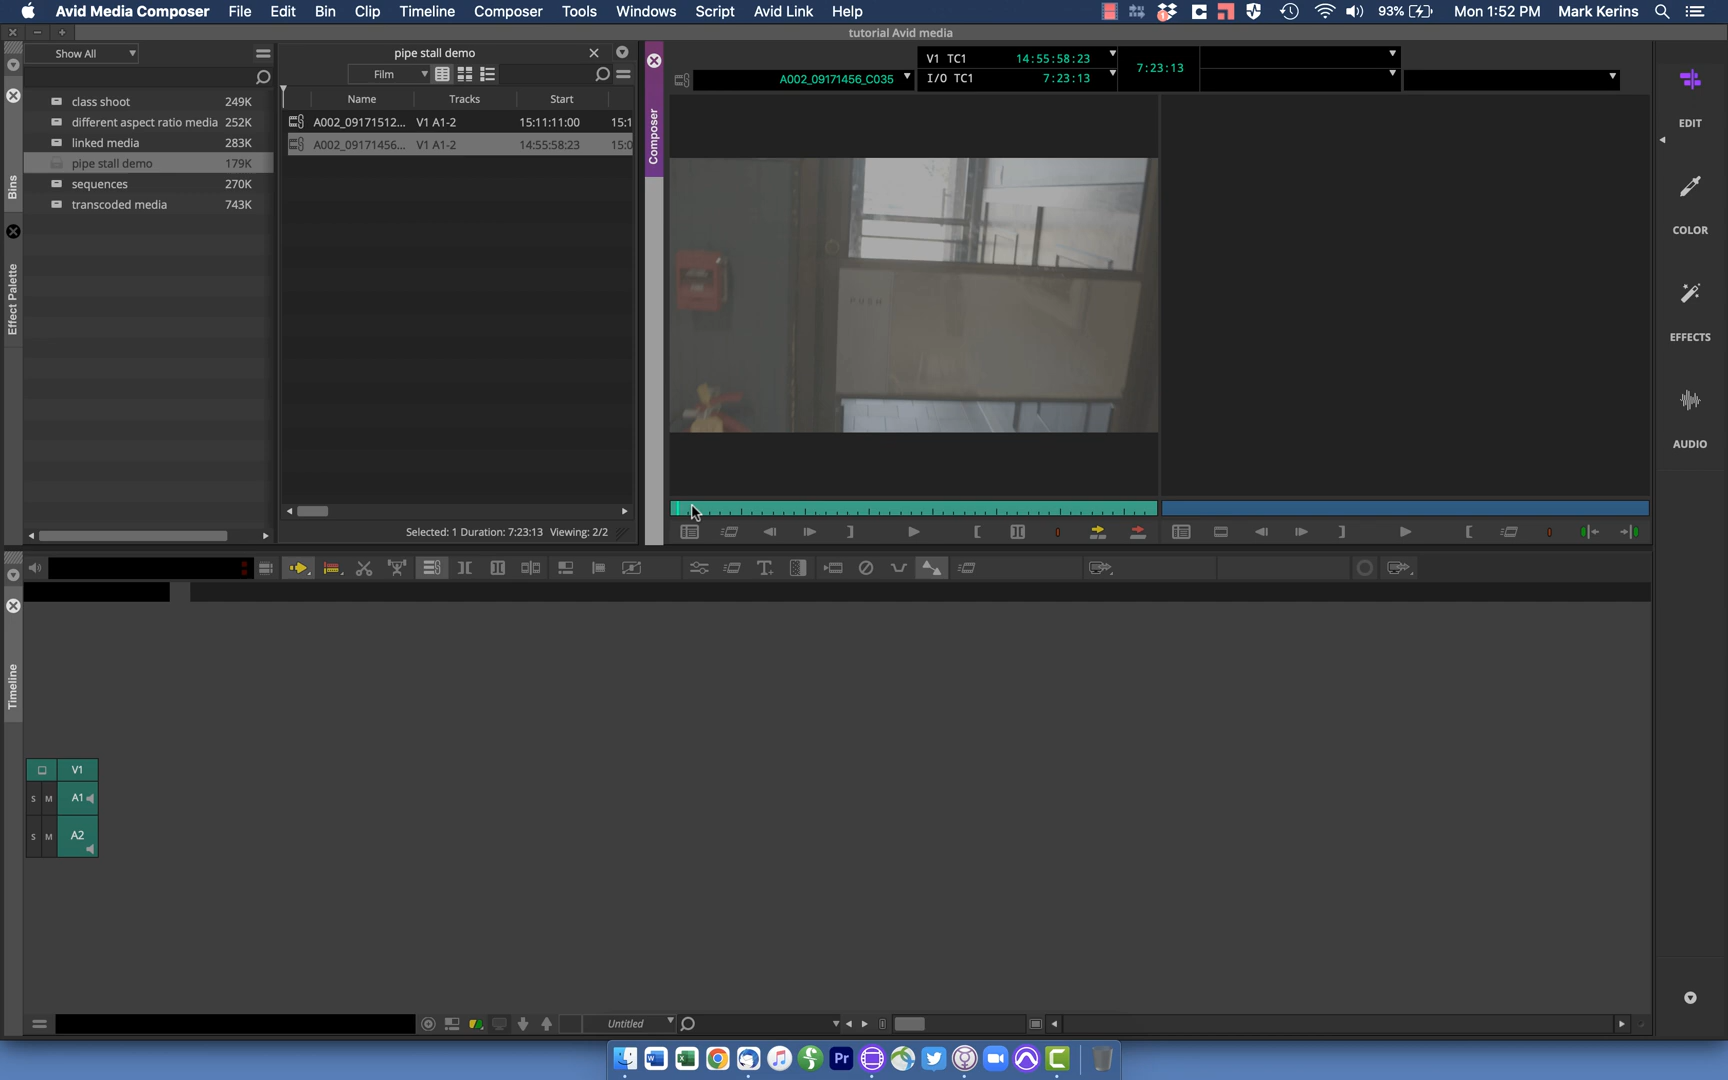 Avid Media Composer File Edit Bin Clip Timeline Composer Tools Windows Script Avid Link Help
93% Mon 1:52 PM Mark Kerins
tutorial Avid media
Show All
class shoot 249K
different aspect ratio media 252K
linked media 283K
pipe stall demo 179K
sequences 270K
transcoded media 743K
Bins
Effect Palette
pipe stall demo
Film
Name Tracks Start
A002_09171512... V1 A1-2 15:11:11:00 15:1
A002_09171456... V1 A1-2 14:55:58:23 15:0
Selected: 1 Duration: 7:23:13 Viewing: 2/2
Composer
A002_09171456_C035
V1 TC1 14:55:58:23
I/O TC1 7:23:13
7:23:13
PUSH
EDIT
COLOR
EFFECTS
AUDIO
Timeline
V1
S M A1
S M A2
Untitled
W X Pr C